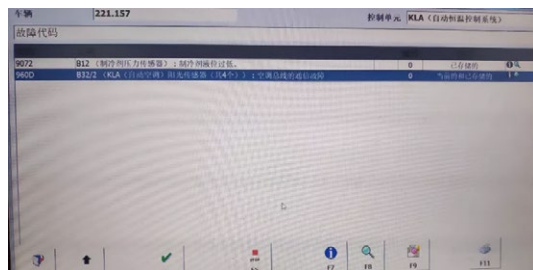 车辆 221.157 控制单元 KLA（自动恒温控制系统）
故障代码
9072 B12（制冷剂压力传感器）：制冷剂液位过低。 0 已存储的
960D B32/2（KLA（自动空调）阳光传感器（共4个））：空调总线的通信故障 0 当前的和已存储的
F7 F8 F9 F11